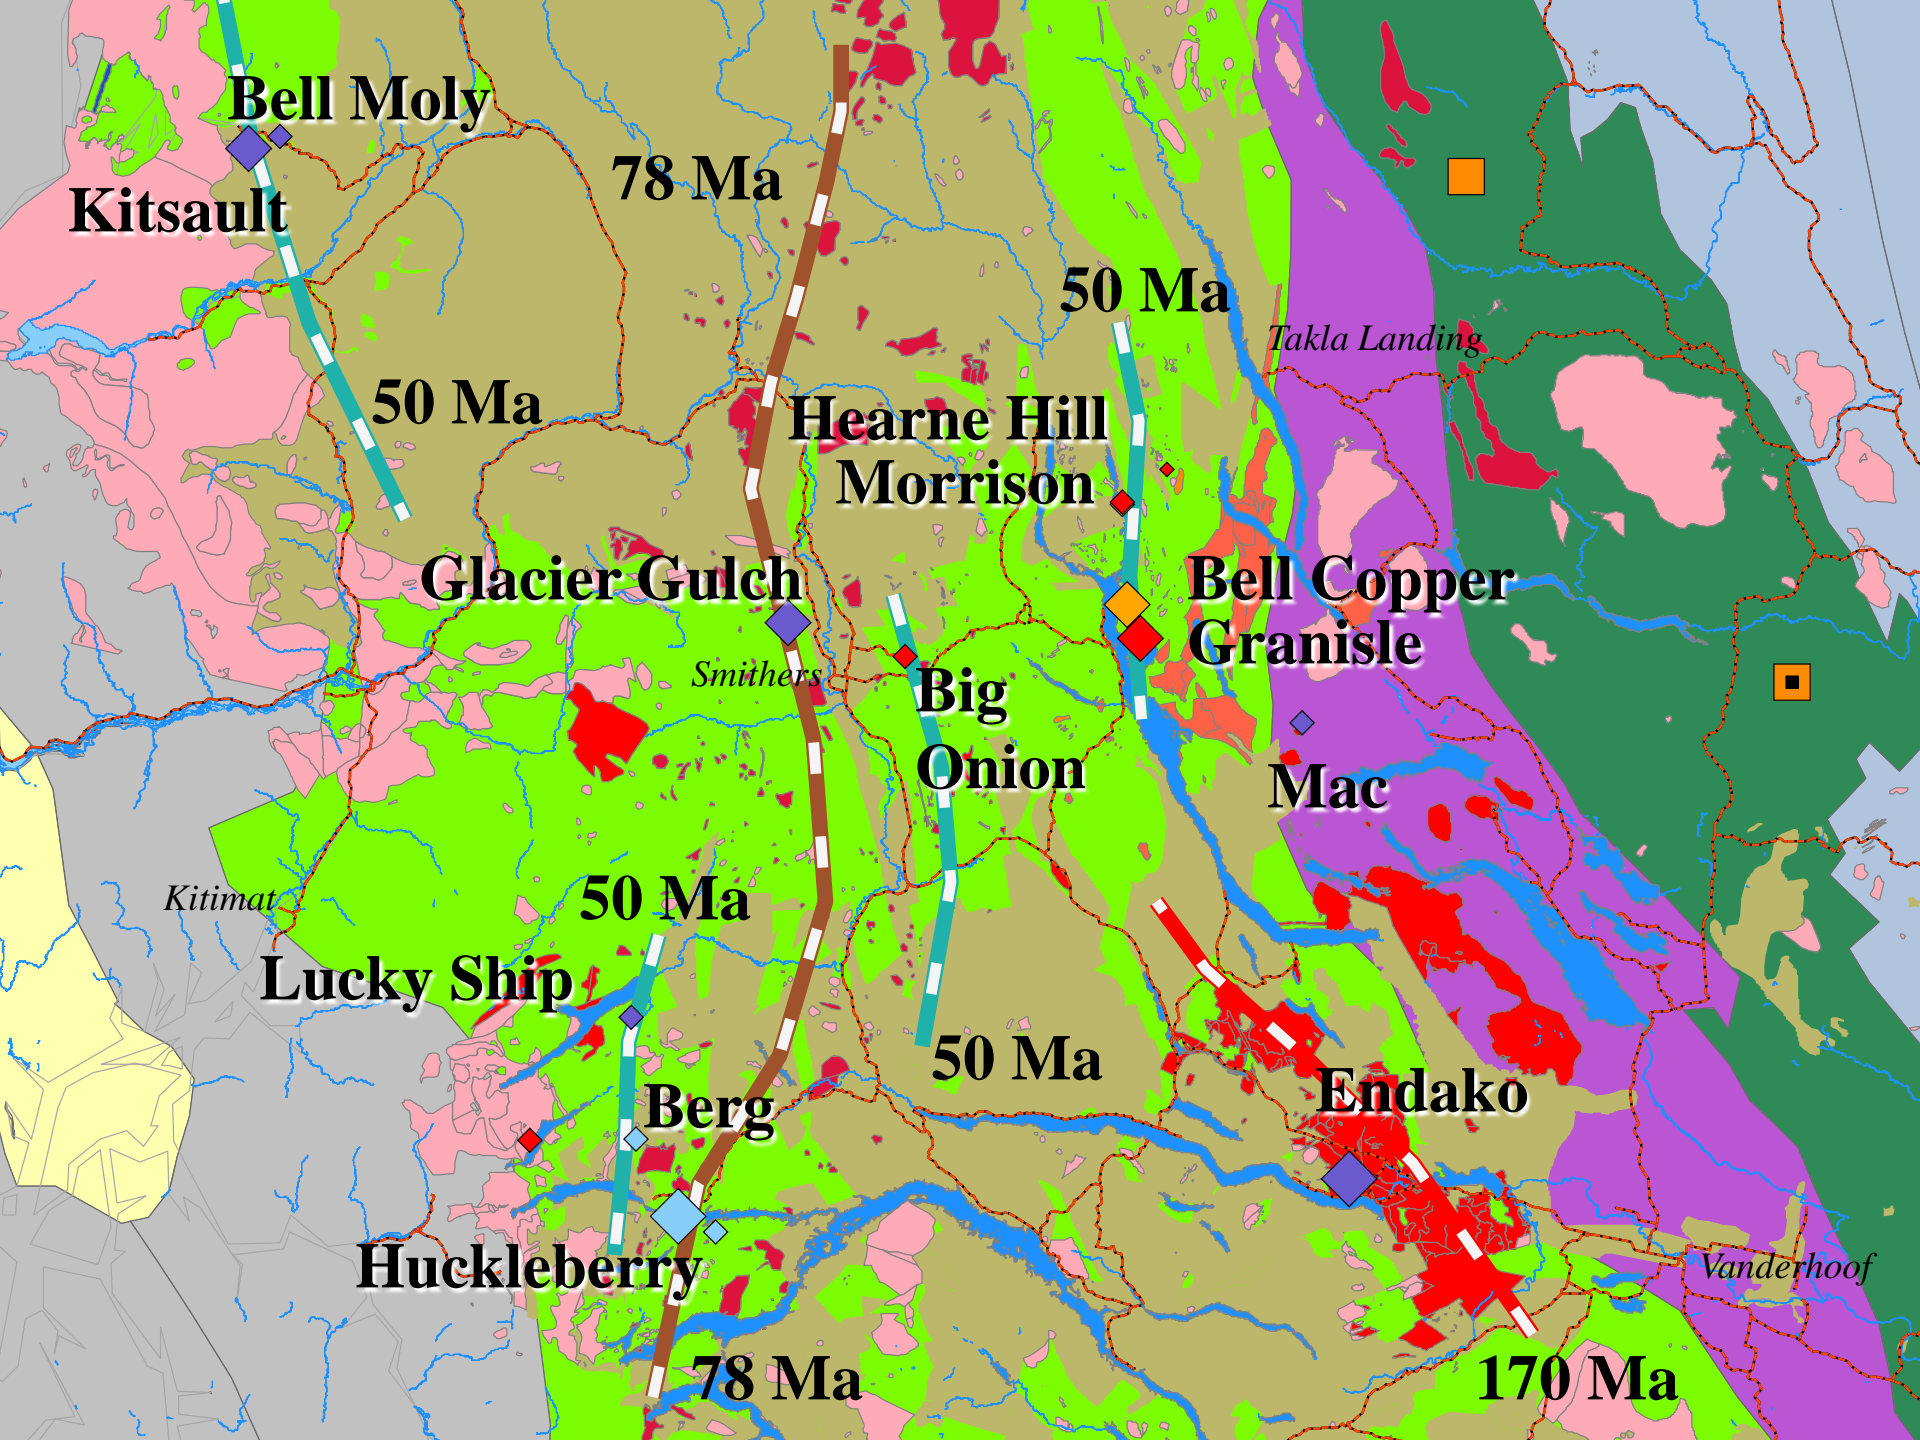 Bell Moly
78 Ma
Kitsault
50 Ma
Takla Landing
50 Ma
Hearne Hill
Morrison
Glacier Gulch
Bell Copper
Granisle
Smithers
Big
Onion
Mac
Kitimat
50 Ma
Lucky Ship
50 Ma
Endako
Berg
Huckleberry
Vanderhoof
78 Ma
170 Ma